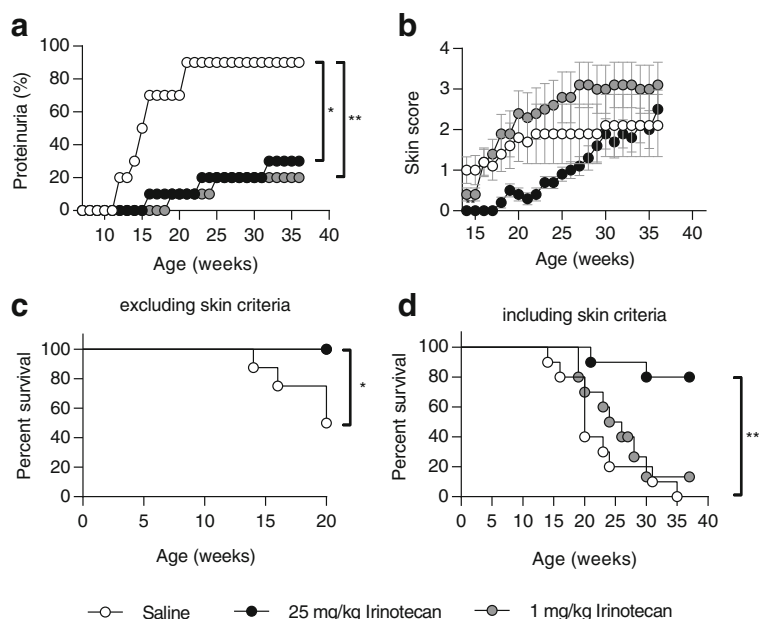 a
b
100
80
60
40
20
0
Proteinuria (%)
*
**
10 15 20 25 30 35 40
Age (weeks)
4
3
2
1
0
Skin score
15 20 25 30 35 40
Age (weeks)
c
excluding skin criteria
100
80
60
40
20
0
Percent survival
*
0 5 10 15 20
Age (weeks)
d
including skin criteria
100
80
60
40
20
0
Percent survival
**
0 5 10 15 20 25 30 35 40
Age (weeks)
Saline 25 mg/kg Irinotecan 1 mg/kg Irinotecan